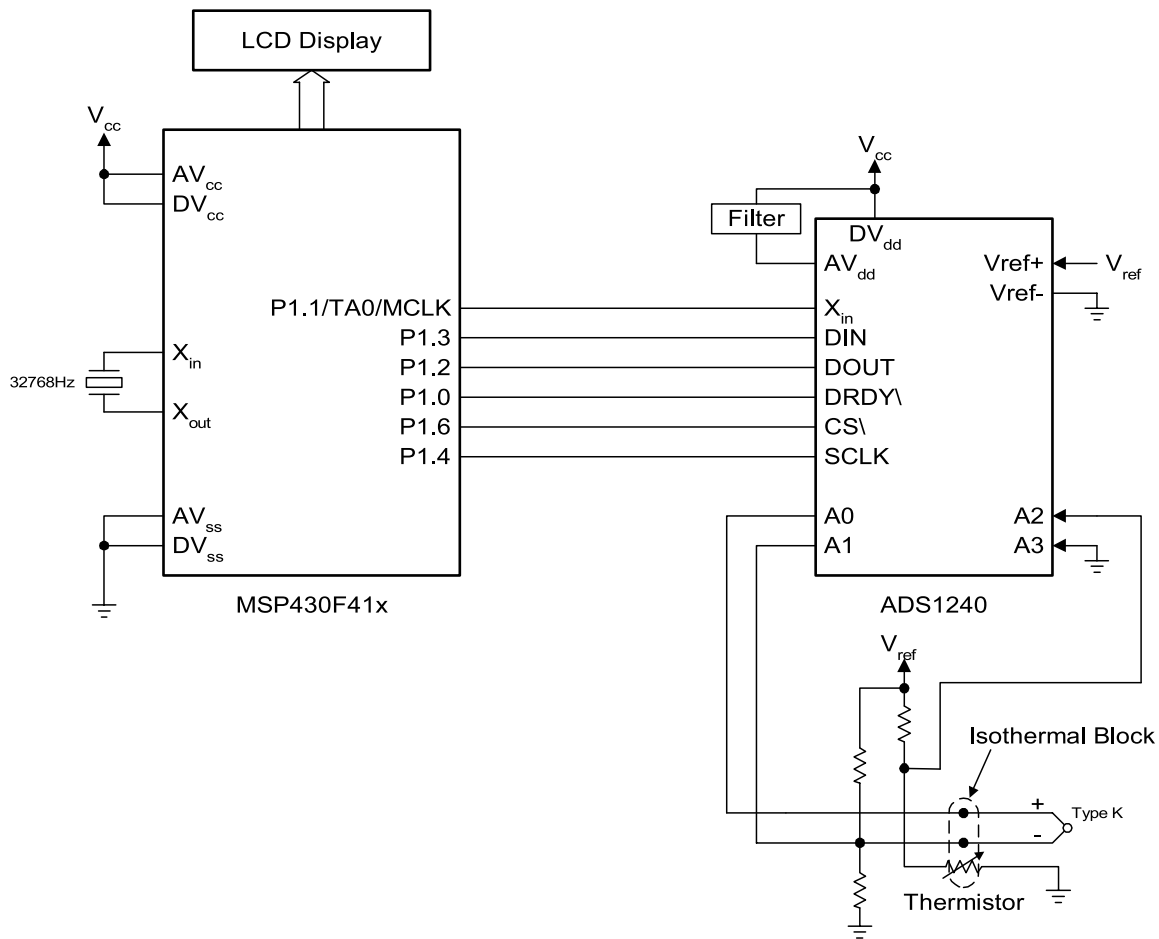 LCD Display
Vcc
AVcc
DVcc
P1.1/TA0/MCLK
P1.3
P1.2
P1.0
P1.6
P1.4
Xin
32768Hz
Xout
AVss
DVss
MSP430F41x
Vcc
Filter
DVdd
AVdd
Vref+
Vref
Vref-
Xin
DIN
DOUT
DRDY\
CS\
SCLK
A0
A2
A1
A3
ADS1240
Vref
Isothermal Block
+
Type K
-
Thermistor